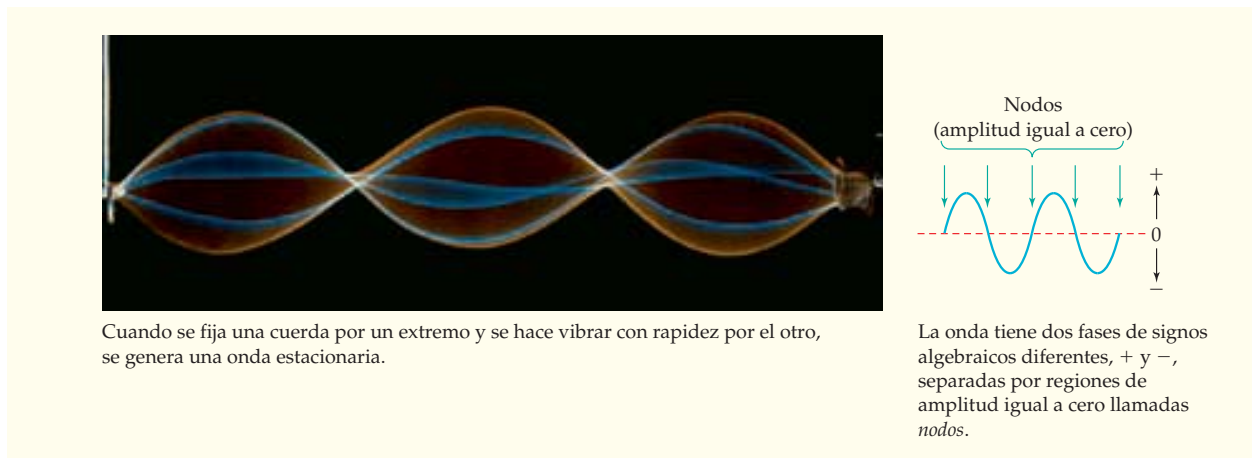 Nodos
(amplitud igual a cero)
+
0
−
Cuando se fija una cuerda por un extremo y se hace vibrar con rapidez por el otro,
se genera una onda estacionaria.
La onda tiene dos fases de signos
algebraicos diferentes, + y −,
separadas por regiones de
amplitud igual a cero llamadas
nodos.